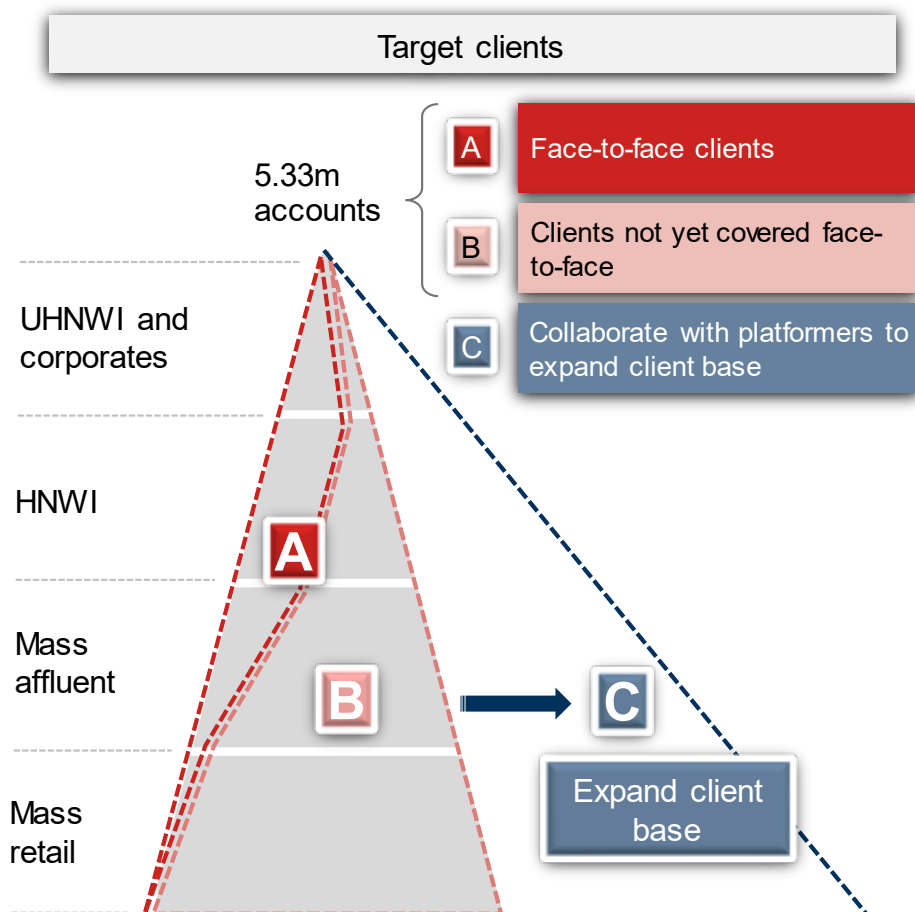 Target clients
A
Face-to-face clients
5.33m
accounts
B
Clients not yet covered face-
to-face
C
Collaborate with platformers to
expand client base
UHNWI and
corporates
HNWI
A
Mass
affluent
B
C
Expand client
base
Mass
retail